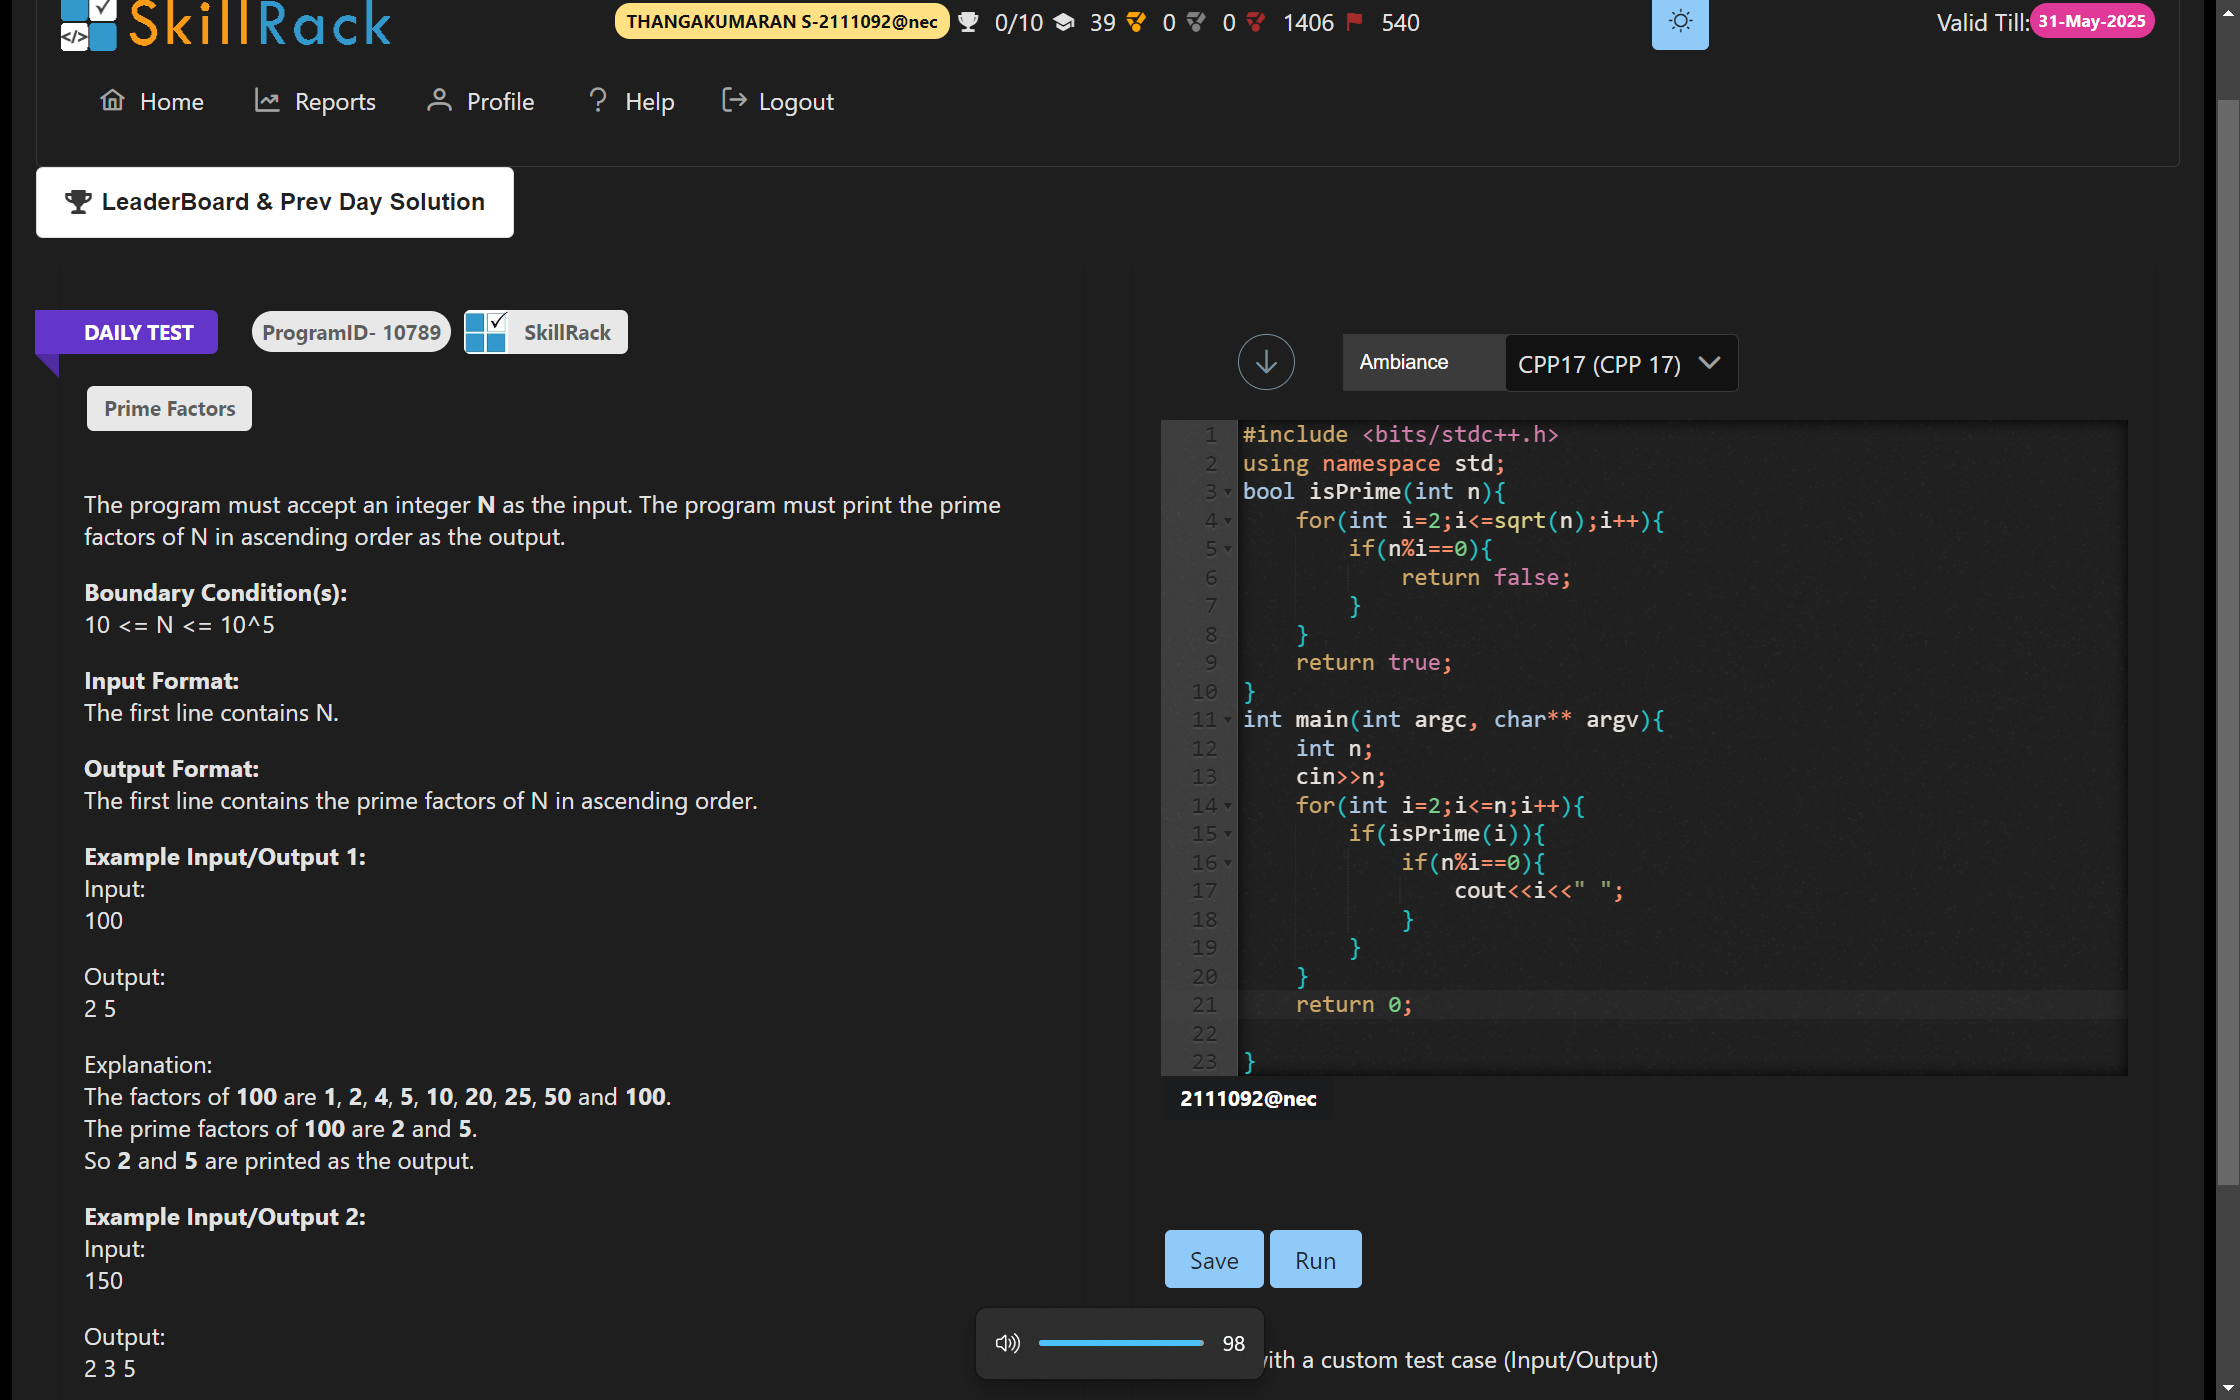 SkillRack
THANGAKUMARAN S-2111092@nec 0/10 39 0 0 1406 540
Valid Till: 31-May-2025
Home Reports Profile Help Logout
LeaderBoard & Prev Day Solution
DAILY TEST ProgramID- 10789 SkillRack
Prime Factors
The program must accept an integer N as the input. The program must print the prime
factors of N in ascending order as the output.
Boundary Condition(s):
10 <= N <= 10^5
Input Format:
The first line contains N.
Output Format:
The first line contains the prime factors of N in ascending order.
Example Input/Output 1:
Input:
100
Output:
2 5
Explanation:
The factors of 100 are 1, 2, 4, 5, 10, 20, 25, 50 and 100.
The prime factors of 100 are 2 and 5.
So 2 and 5 are printed as the output.
Example Input/Output 2:
Input:
150
Output:
2 3 5
Ambiance CPP17 (CPP 17)
1 #include <bits/stdc++.h>
2 using namespace std;
3 bool isPrime(int n){
4     for(int i=2;i<=sqrt(n);i++){
5         if(n%i==0){
6             return false;
7         }
8     }
9     return true;
10 }
11 int main(int argc, char** argv){
12     int n;
13     cin>>n;
14     for(int i=2;i<=n;i++){
15         if(isPrime(i)){
16             if(n%i==0){
17                 cout<<i<<" ";
18             }
19         }
20     }
21     return 0;
22
23 }
2111092@nec
Save Run
98
with a custom test case (Input/Output)